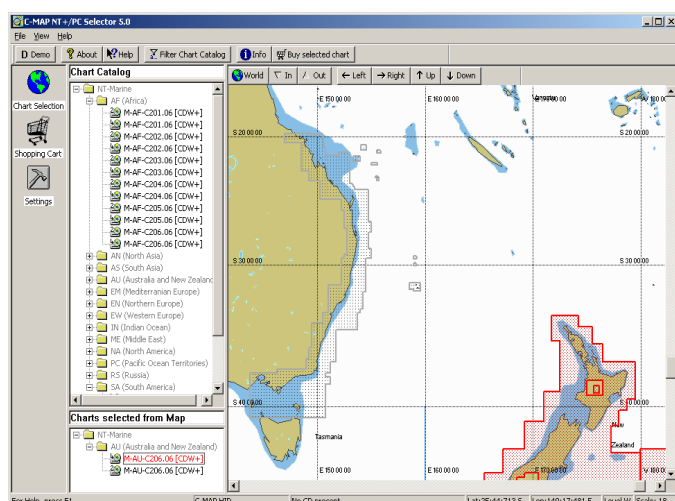 C-MAP NT+/PC Selector 5.0
File View Help
D Demo ? About Help Filter Chart Catalog Info Buy selected chart
Chart Catalog
World In Out ← Left → Right ↑ Up ↓ Down
Chart Selection
Shopping Cart
Settings
NT-Marine
AF (Africa)
M-AF-C201.06 [CDW+]
M-AF-C201.06 [CDW+]
M-AF-C202.06 [CDW+]
M-AF-C202.06 [CDW+]
M-AF-C203.06 [CDW+]
M-AF-C203.06 [CDW+]
M-AF-C204.06 [CDW+]
M-AF-C204.06 [CDW+]
M-AF-C205.06 [CDW+]
M-AF-C205.06 [CDW+]
M-AF-C206.06 [CDW+]
M-AF-C206.06 [CDW+]
AN (North Asia)
AS (South Asia)
AU (Australia and New Zealand
EM (Mediterranean Europe)
EN (Northern Europe)
EW (Western Europe)
IN (Indian Ocean)
ME (Middle East)
NA (North America)
PC (Pacific Ocean Territories)
RS (Russia)
SA (South America)
Charts selected from Map
NT-Marine
AU (Australia and New Zealand)
M-AU-C206.06 [CDW+]
M-AU-C206.06 [CDW+]
E 150 00 00 E 160 00 00
S 20 00 00 S 20 00 00
S 30 00 00 S 30 00 00
S 40 00 00
Tasmania
New
Zealand
E 150 00 00 E 160 00 00
For Help, press F1 C-MAP HID No CD present